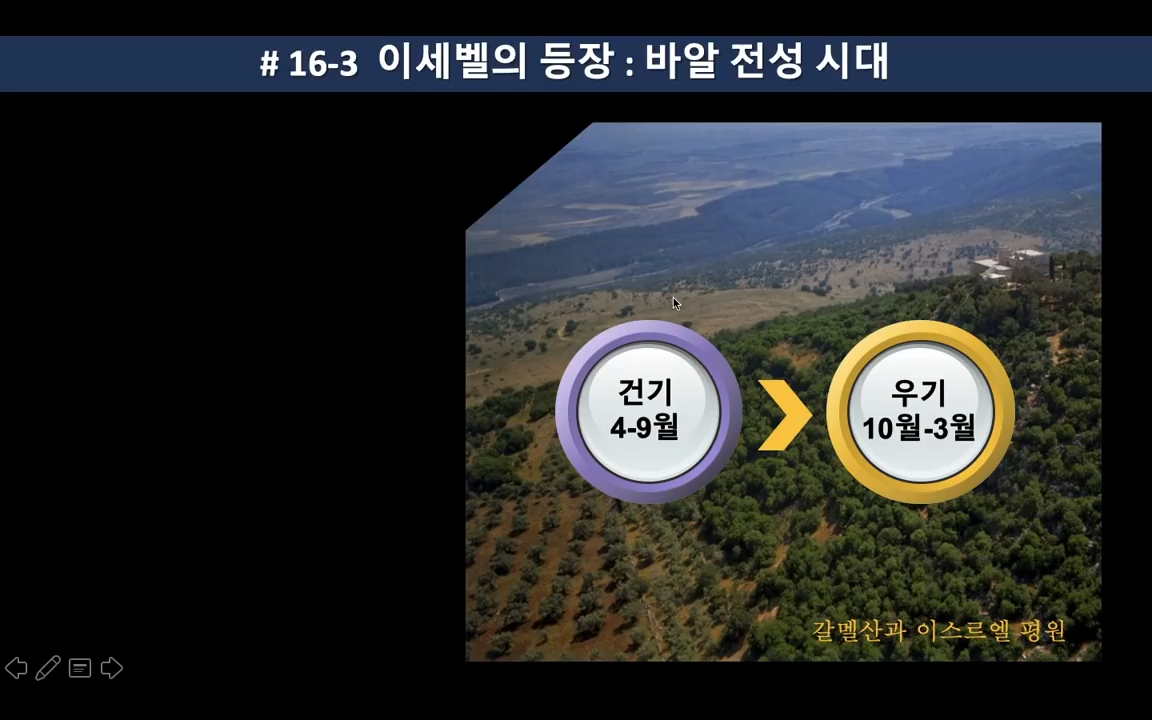 # 16-3 이세벨의 등장 : 바알 전성 시대
건기
4-9월
우기
10월-3월
갈멜산과 이스르엘 평원